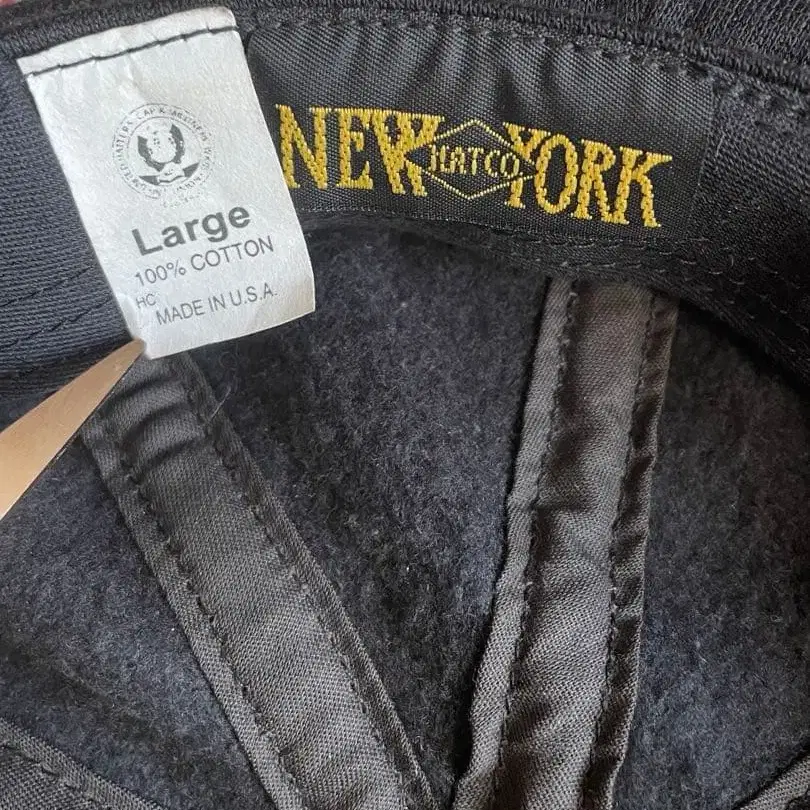 Large
100% COTTON
HC
MADE IN U.S.A.
NEW HATCO YORK